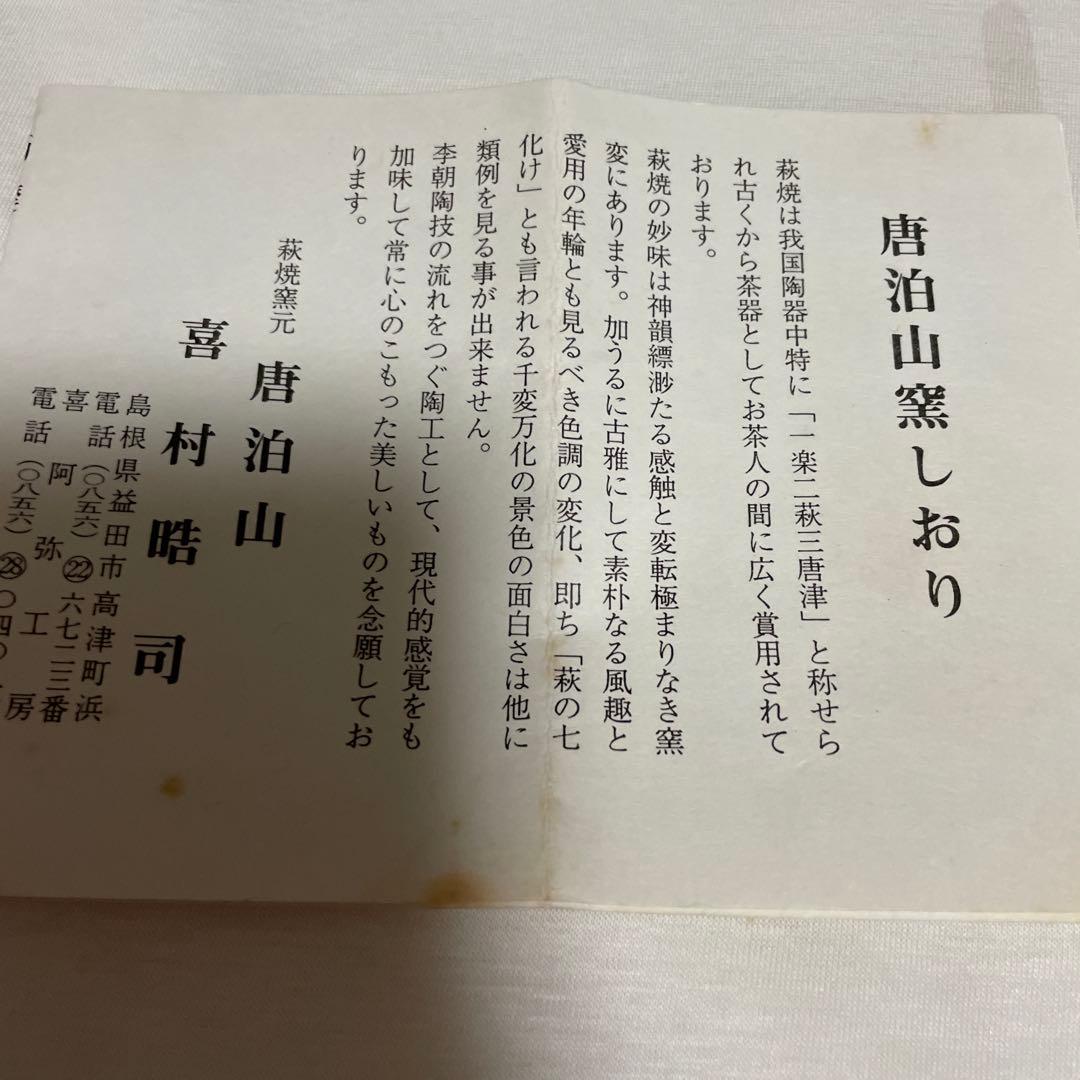 唐泊山窯しおり
萩焼は我国陶器中特に「一楽二萩三唐津」と称せら
れ古くから茶器としてお茶人の間に広く賞用されて
おります。
萩焼の妙味は神韻縹渺たる感触と変転極まりなき窯
変にあります。加うるに古雅にして素朴なる風趣と
愛用の年輪とも見るべき色調の変化、即ち「萩の七
化け」とも言われる千変万化の景色の面白さは他に
類例を見る事が出来ません。
李朝陶技の流れをつぐ陶工として、現代的感覚をも
加味して常に心のこもった美しいものを念願してお
ります。
萩焼窯元 唐泊山
喜村晧司
島根県益田市高津町浜
電話(〇八五六)㉒六七二三番
喜阿弥工房
電話(〇八五六)㉘〇四〇